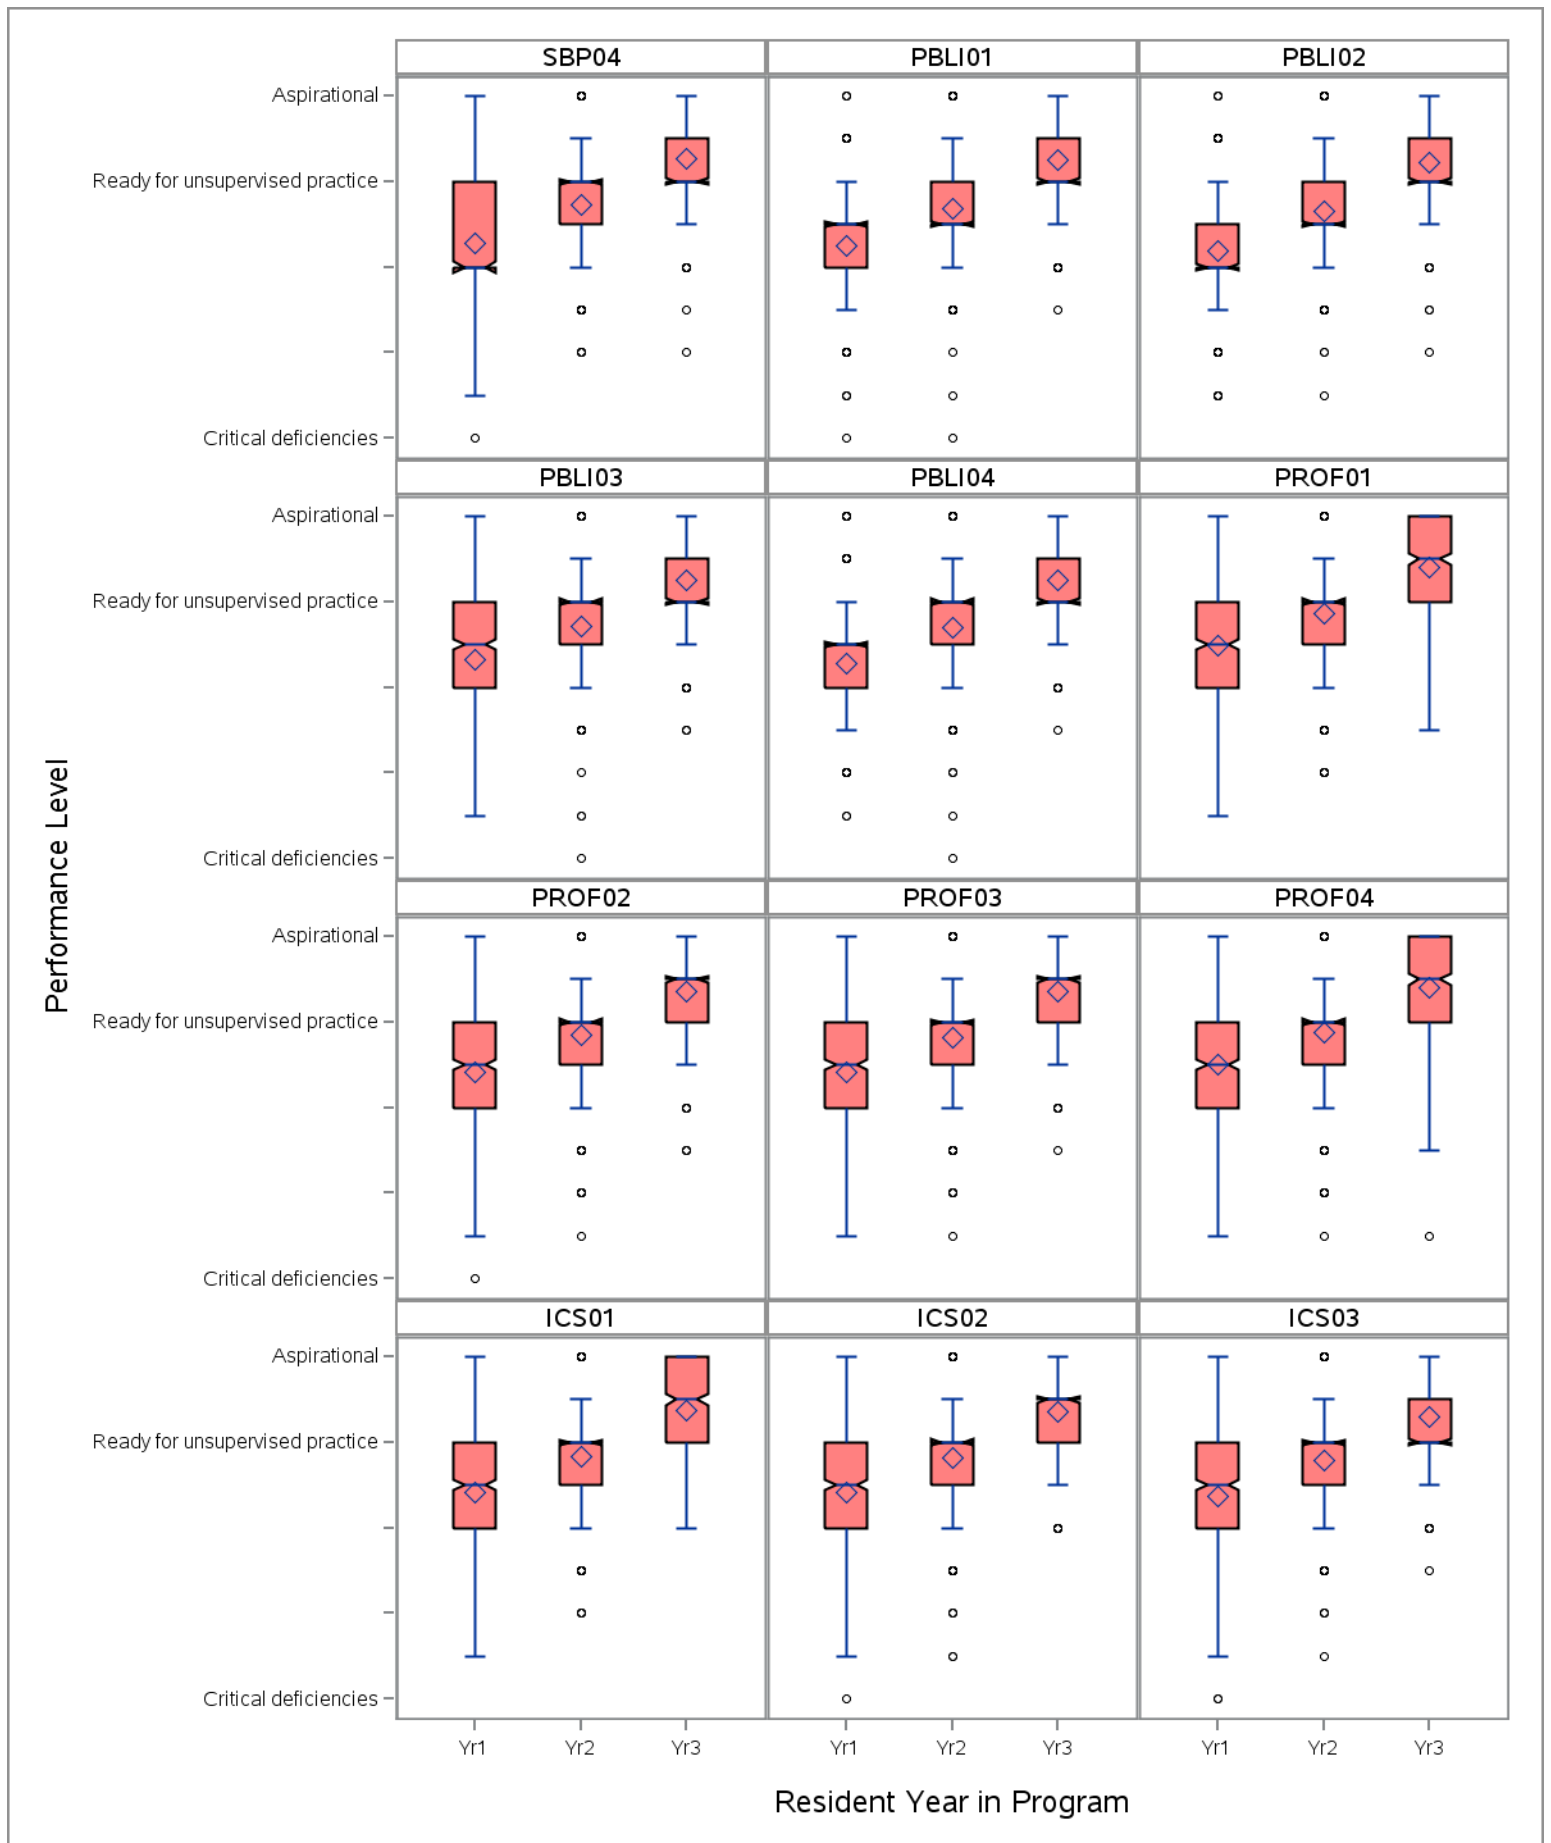 SBP04 PBLI01 PBLI02
Aspirational
Ready for unsupervised practice
Critical deficiencies
PBLI03 PBLI04 PROF01
Aspirational
Ready for unsupervised practice
Critical deficiencies
PROF02 PROF03 PROF04
Aspirational
Ready for unsupervised practice
Critical deficiencies
ICS01 ICS02 ICS03
Aspirational
Ready for unsupervised practice
Critical deficiencies
Performance Level
Yr1 Yr2 Yr3 Yr1 Yr2 Yr3 Yr1 Yr2 Yr3
Resident Year in Program